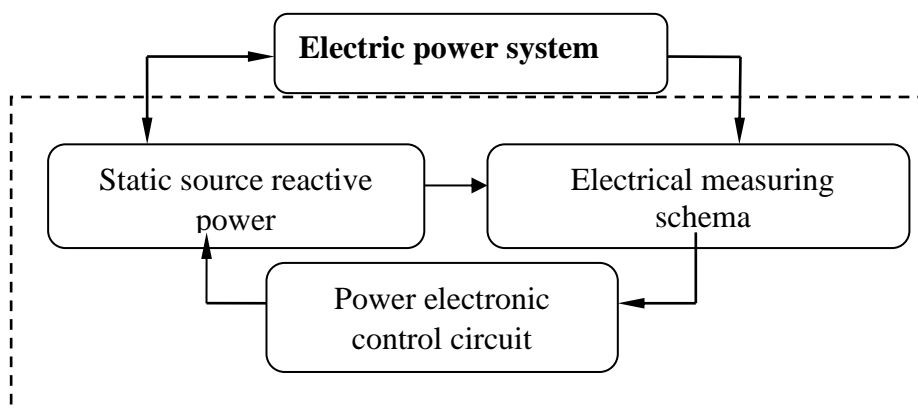 Electric power system
Static source reactive
power
Electrical measuring
schema
Power electronic
control circuit